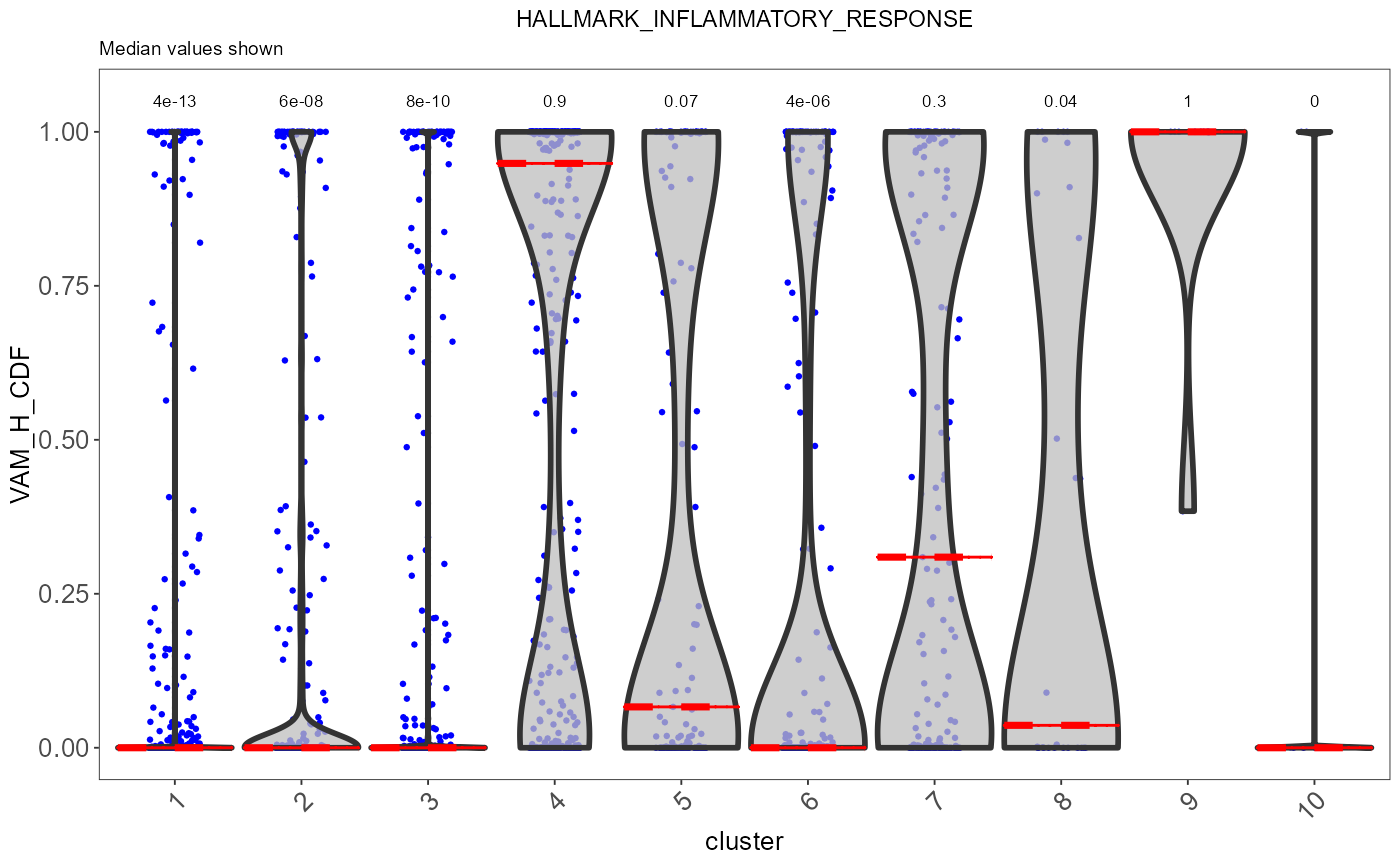 HALLMARK_INFLAMMATORY_RESPONSE
Median values shown
4e-13 6e-08 8e-10 0.9 0.07 4e-06 0.3 0.04 1 0
1.00
0.75
0.50
0.25
0.00
VAM_H_CDF
1 2 3 4 5 6 7 8 9 10
cluster